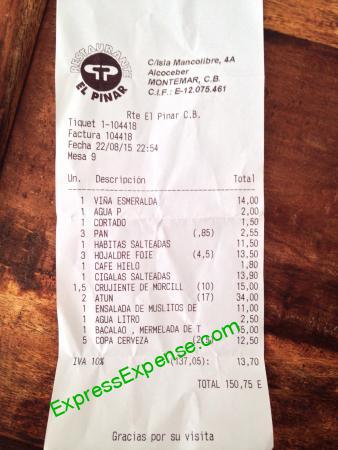 RESTAURANTE
EL PINAR
C/Isla Mancolibre, 4A
Alcoceber
MONTEMAR, C.B.
C.I.F.: E-12.075.461
Rte El Pinar C.B.
Tiquet 1-104418
Factura 104418
Fecha 22/08/15 22:54
Mesa 9
Un. Descripción Total
1 VIÑA ESMERALDA 14,00
1 AGUA P 2,00
1 CORTADO 1,50
3 PAN (,85) 2,55
1 HABITAS SALTEADAS 11,50
3 HOJALDRE FOIE (4,5) 13,50
1 CAFE HIELO 1,80
1 CIGALAS SALTEADAS 13,90
1,5 CRUJIENTE DE MORCILL (10) 15,00
2 ATUN (17) 34,00
1 ENSALADA DE MUSLITOS DE 11,00
1 AGUA LITRO 2,50
1 BACALAO , MERMELADA DE T 15,00
5 COPA CERVEZA 12,50
IVA 10% (137,05): 13,70
TOTAL 150,75 E
Gracias por su visita
ExpressExpense.com